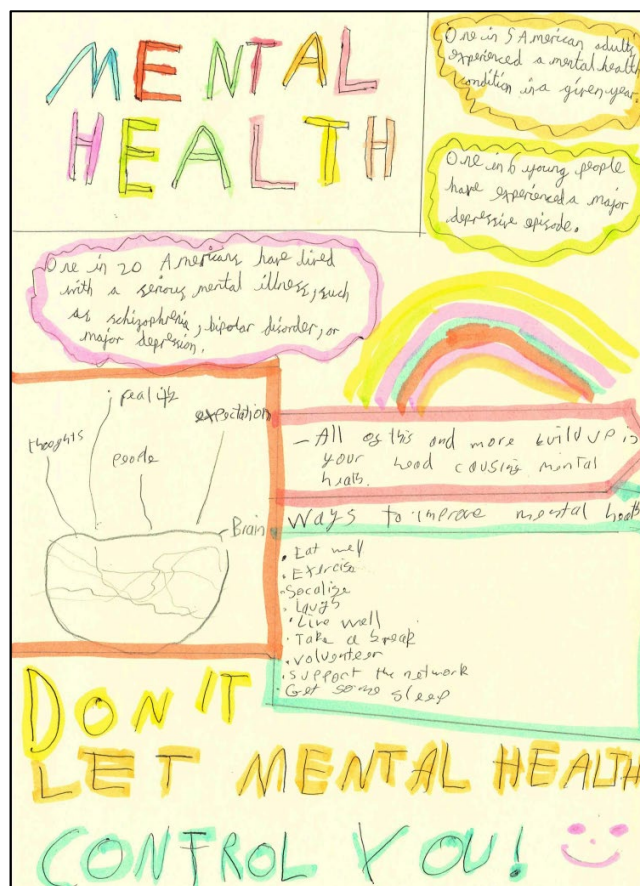 MENTAL
HEALTH
One in 5 American adults
experienced a mental health
condition in a given year
One in 6 young people
have experienced a major
depressive episode.
One in 20 Americans have lived
with a serious mental illness, such
as schizophrenia, bipolar disorder, or
major depression.
reality
expectation
thoughts
people
Brain
- All of this and more build up in
your head causing mental
health.
Ways to improve mental health
• Eat well
• Exercise
• Socalize
• Laugh
• Live well
• Take a break
• volunteer
• support the network
• Get some sleep
DON'T
LET MENTAL HEALTH
CONTROL YOU!